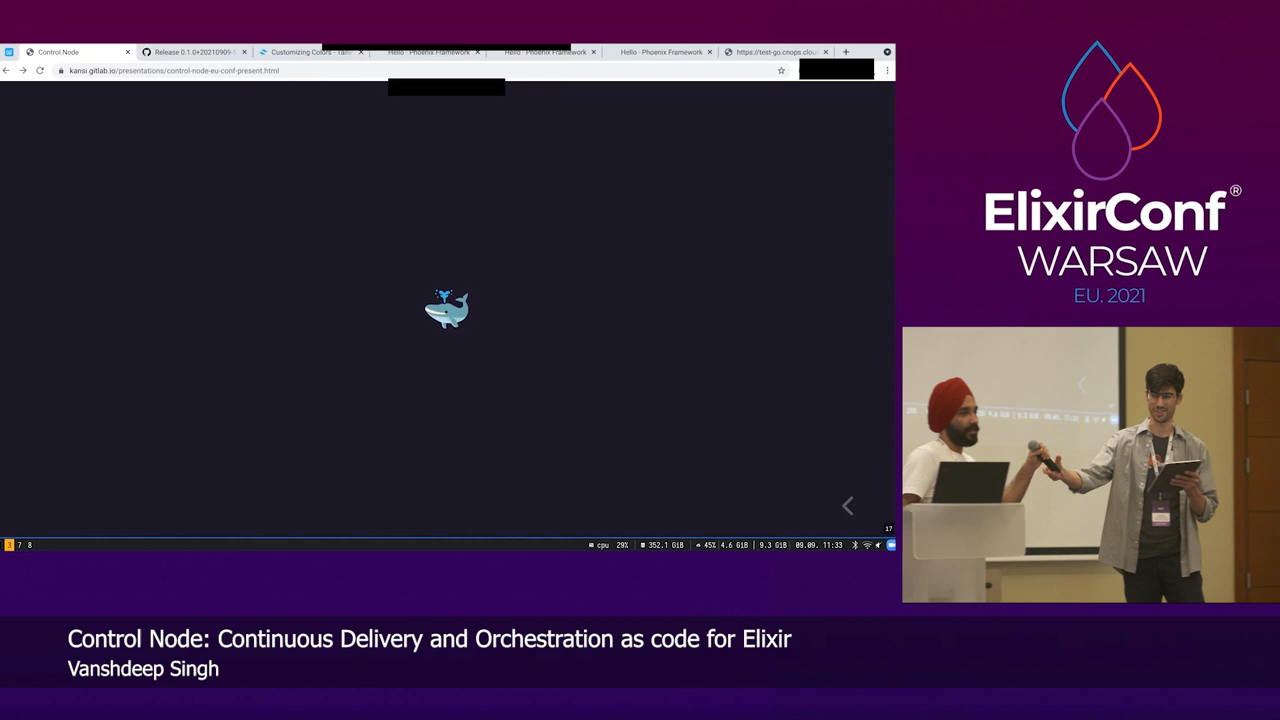 Control Node
Release 0.1.0+20210909-
Customizing Colors - Tailw
Hello · Phoenix Framework
Hello · Phoenix Framework
Hello · Phoenix Framework
https://test-go.cnops.clou
kansi.gitlab.io/presentations/control-node-eu-conf-present.html
17
3 7 8
cpu 29% 352.1 GiB 45% 4.6 GiB 9.3 GiB 09.09. 11:33
ElixirConf®
WARSAW
EU. 2021
Control Node: Continuous Delivery and Orchestration as code for Elixir
Vanshdeep Singh